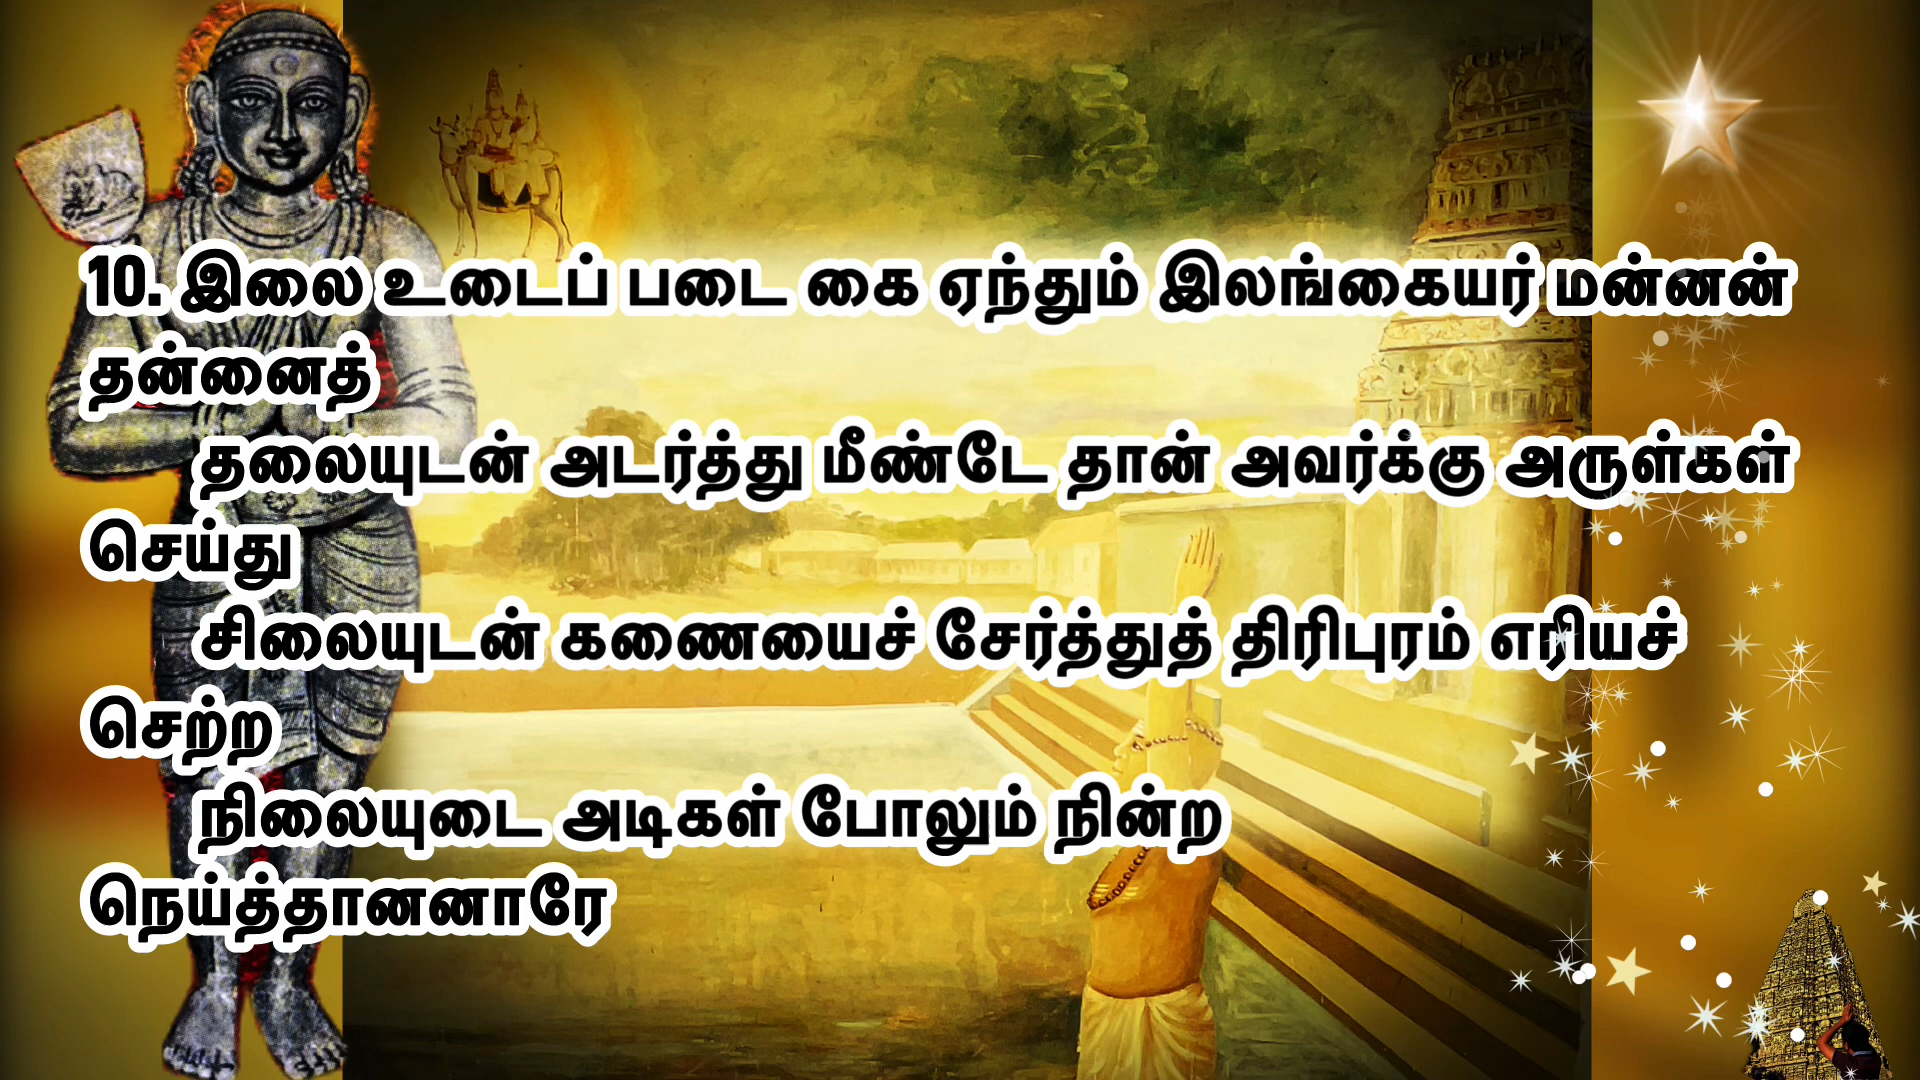 10. இலை உடைப் படை கை ஏந்தும் இலங்கையர் மன்னன்
தன்னைத்
தலையுடன் அடர்த்து மீண்டே தான் அவர்க்கு அருள்கள்
செய்து
சிலையுடன் கணையைச் சேர்த்துத் திரிபுரம் எரியச்
செற்ற
நிலையுடை அடிகள் போலும் நின்ற
நெய்த்தானனாரே